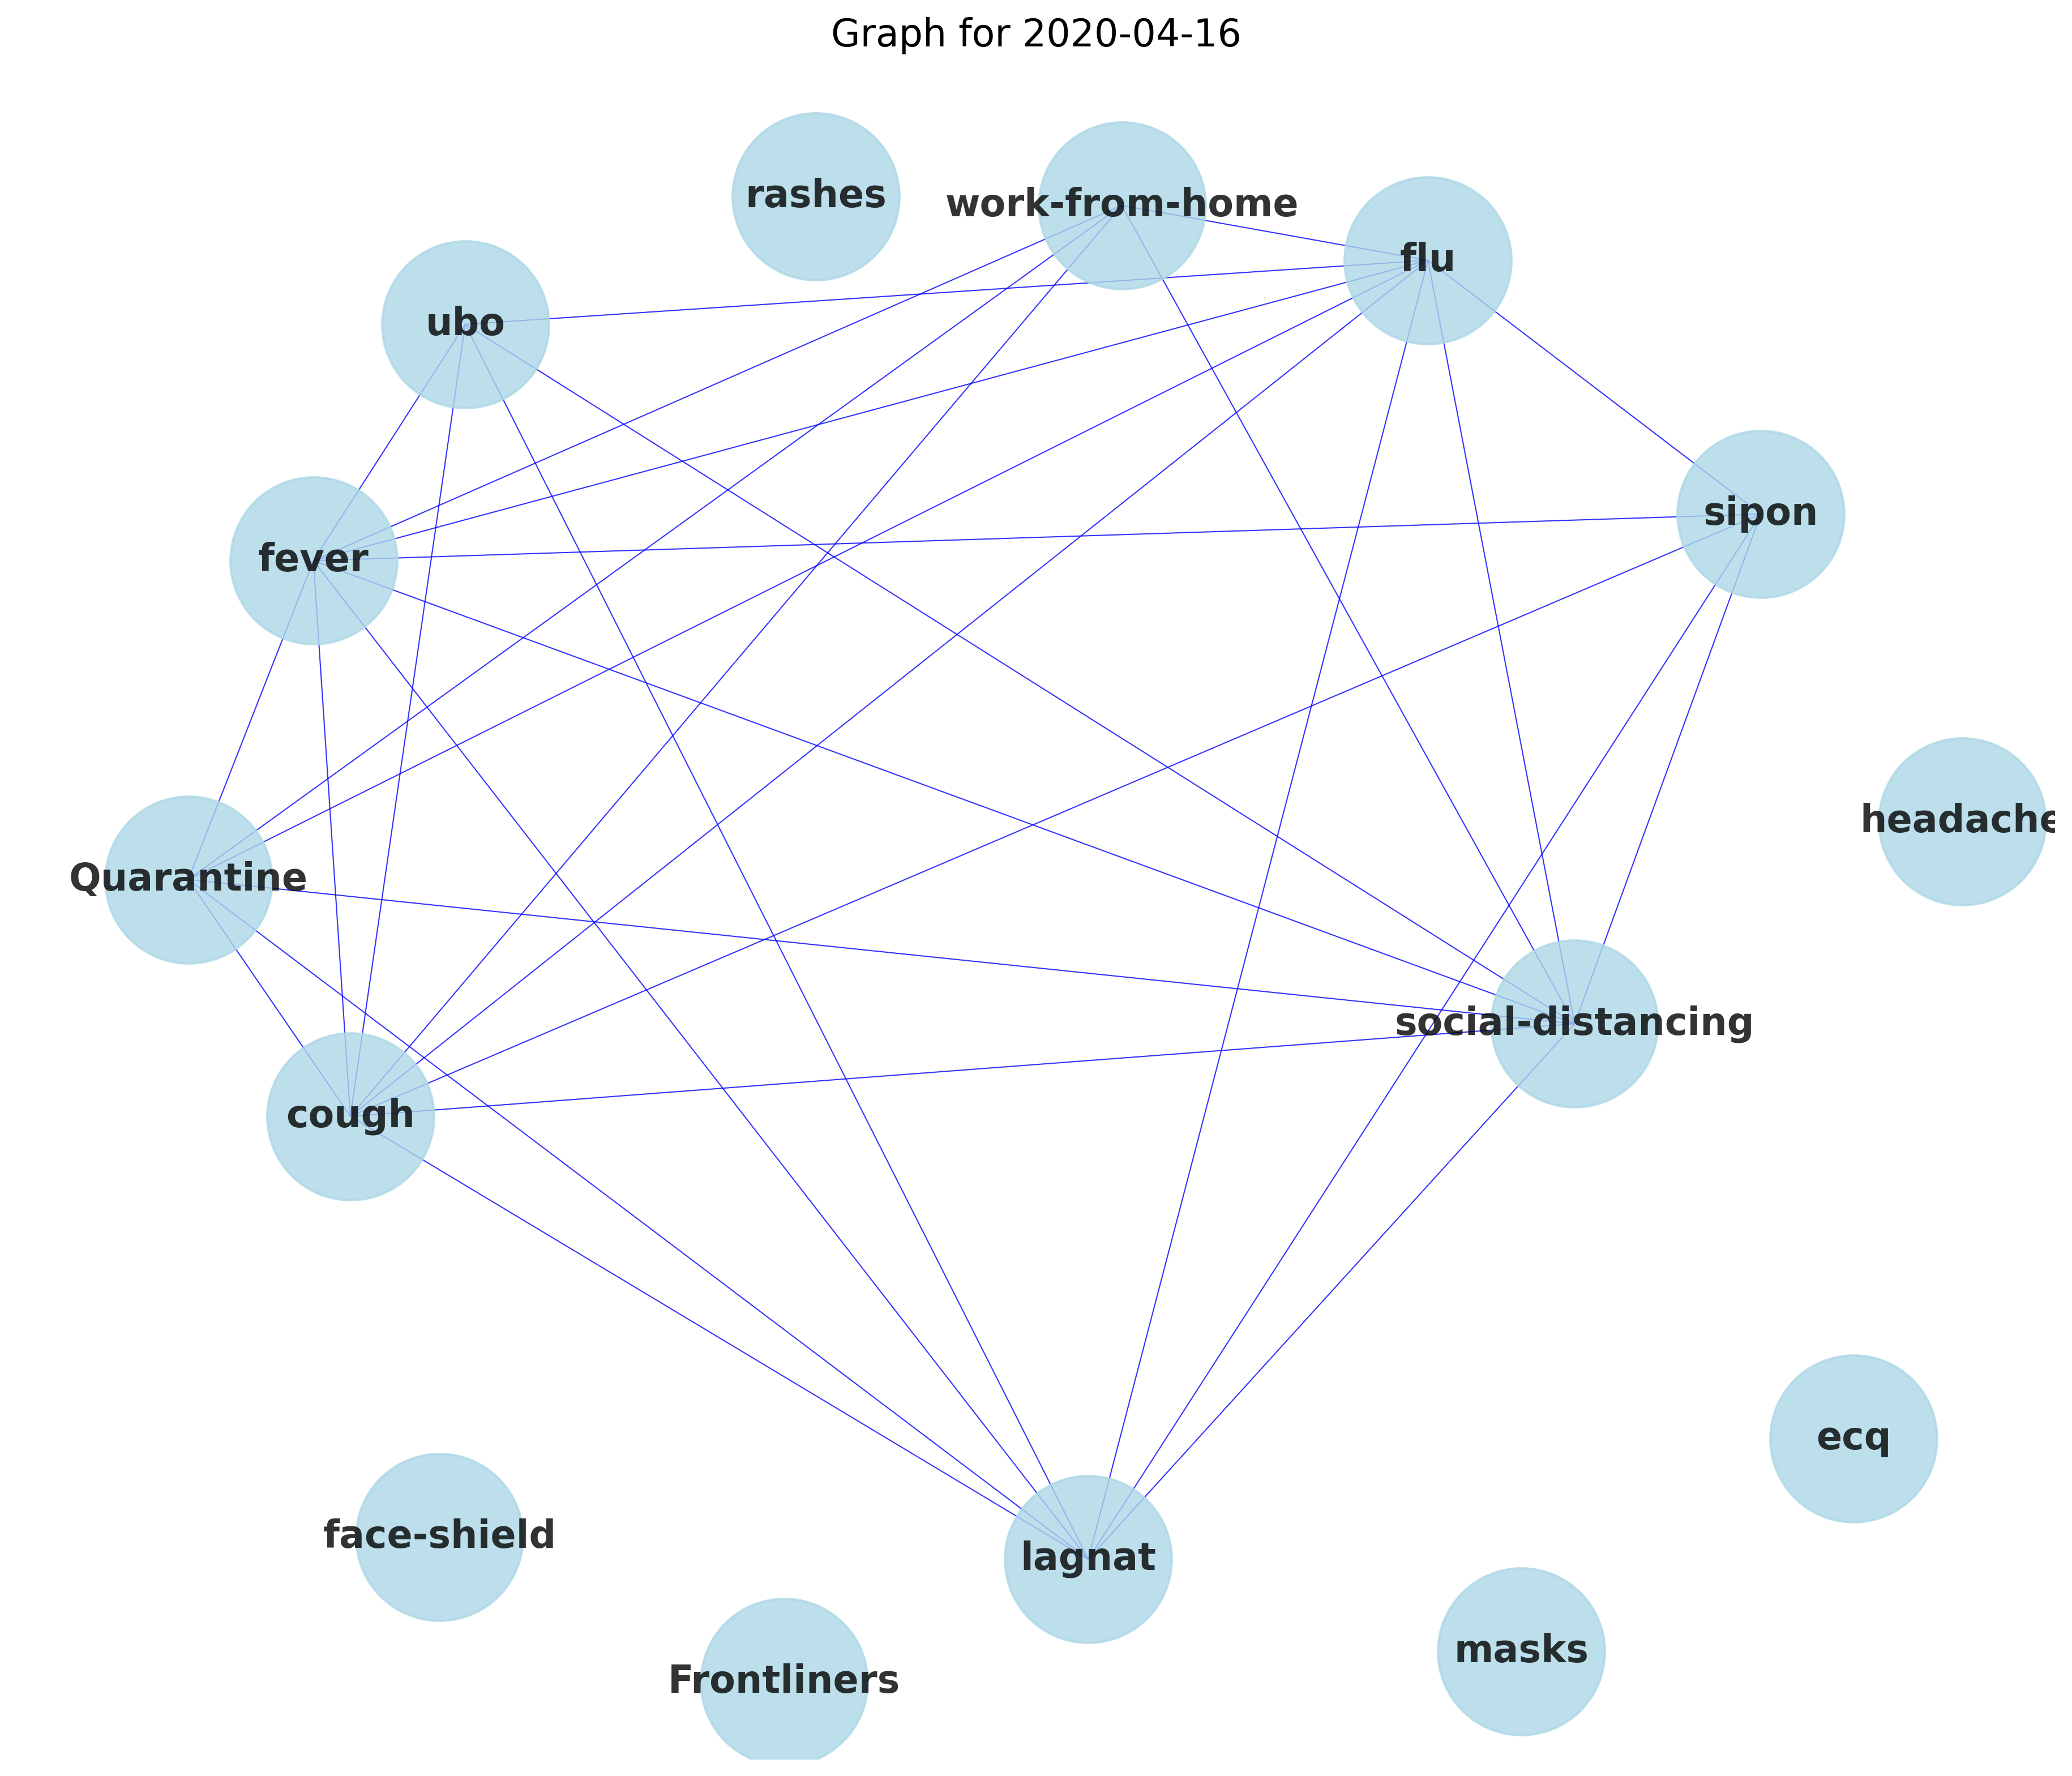 Graph for 2020-04-16
rashes
work-from-home
flu
ubo
sipon
fever
headache
Quarantine
social-distancing
cough
ecq
face-shield
lagnat
masks
Frontliners